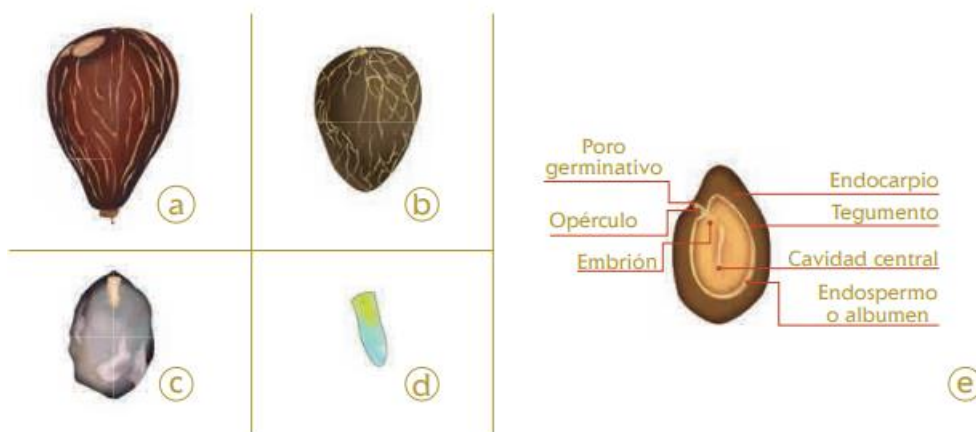 a
b
c
d
Poro
germinativo
Opérculo
Embrión
Endocarpio
Tegumento
Cavidad central
Endospermo
o albumen
e